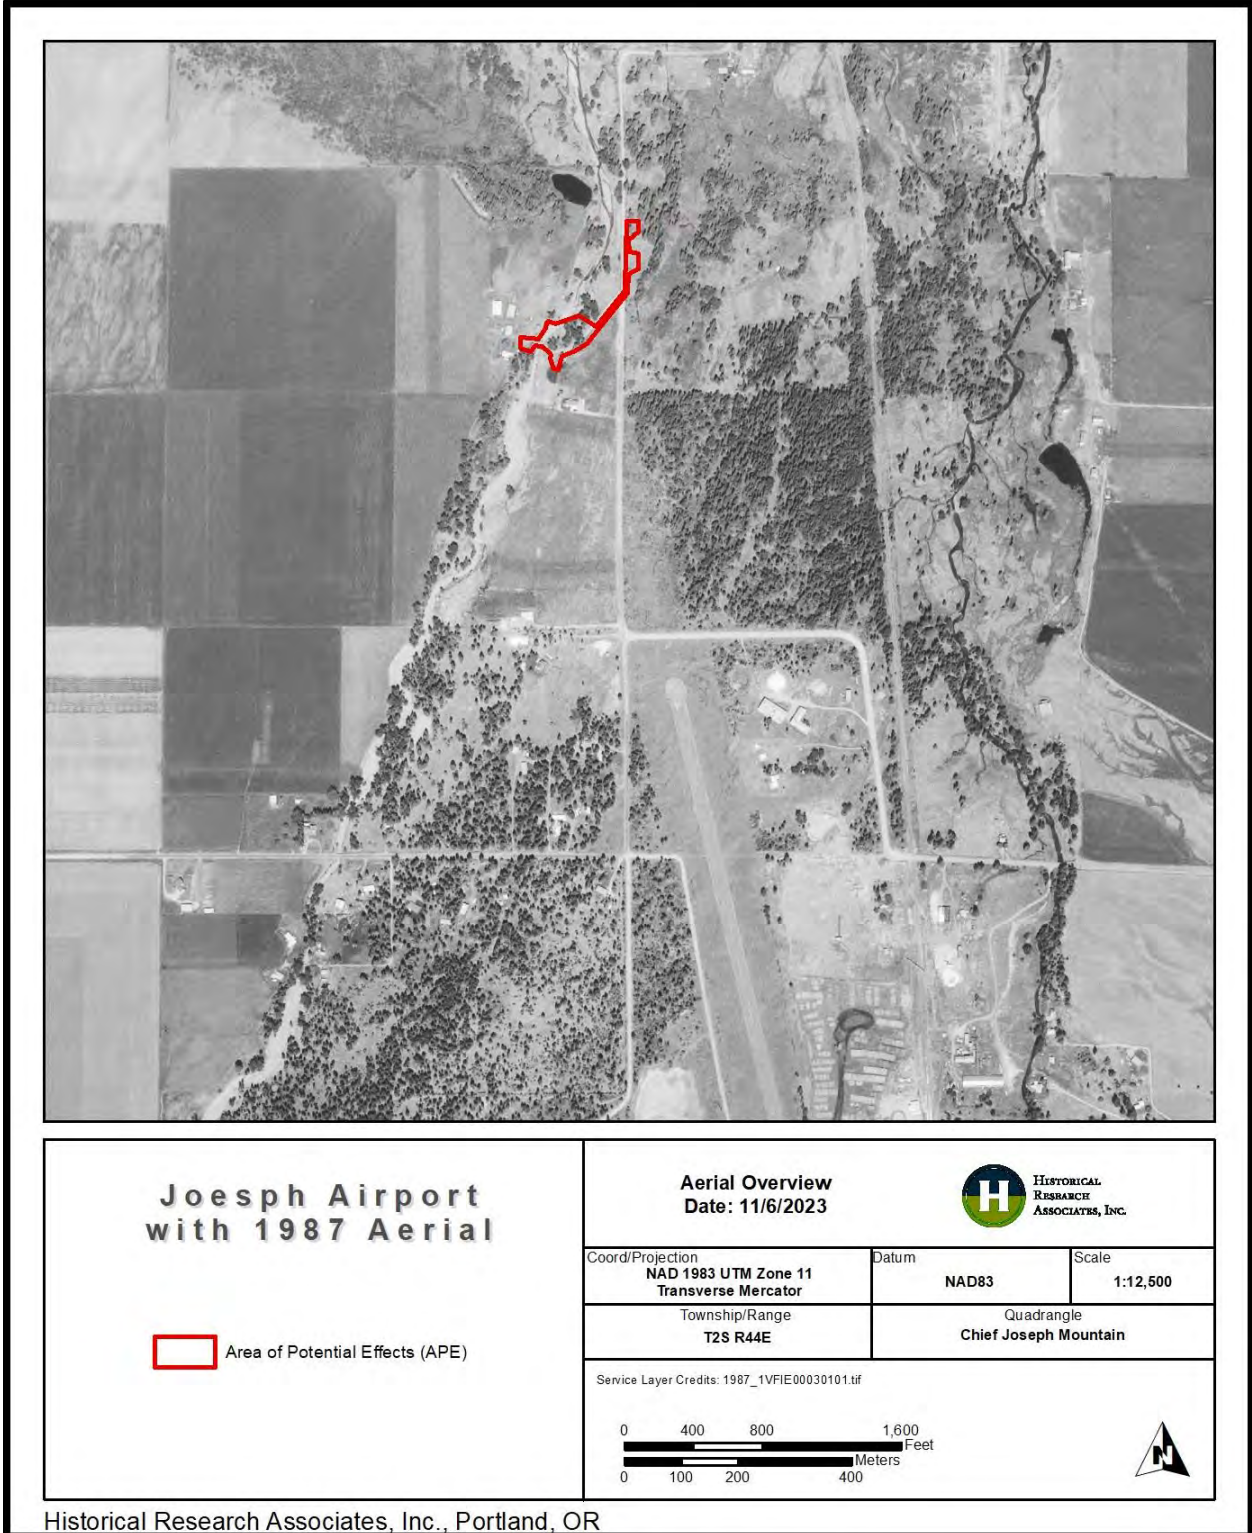 Joesph Airport
with 1987 Aerial
Area of Potential Effects (APE)
Aerial Overview
Date: 11/6/2023
H
HISTORICAL
RESEARCH
ASSOCIATES, INC.
Coord/Projection
NAD 1983 UTM Zone 11
Transverse Mercator
Datum
NAD83
Scale
1:12,500
Township/Range
T2S R44E
Quadrangle
Chief Joseph Mountain
Service Layer Credits: 1987_1VFIE00030101.tif
0 400 800 1,600
Feet
Meters
0 100 200 400
N
Historical Research Associates, Inc., Portland, OR